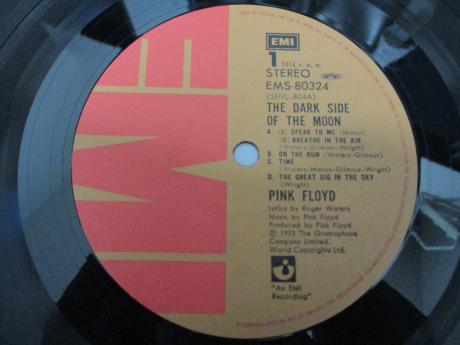 EMI
EMI
1
33⅓ r. p. m.
STEREO
EMS-80324
(SHVL-804A)
THE DARK SIDE
OF THE MOON
A. (I) SPEAK TO ME (Mason)
(II) BREATHE IN THE AIR
(Waters-Gilmour-Wright)
B. ON THE RUN (Waters-Gilmour)
C. TIME
(Waters-Mason-Gilmour-Wright)
D. THE GREAT GIG IN THE SKY
(Wright)
PINK FLOYD
Lyrics by Roger Waters
Music by Pink Floyd
Produced by Pink Floyd
Ⓟ 1973 The Gramophone
Company Limited.
World Copyrights Ltd.
"An EMI
Recording"